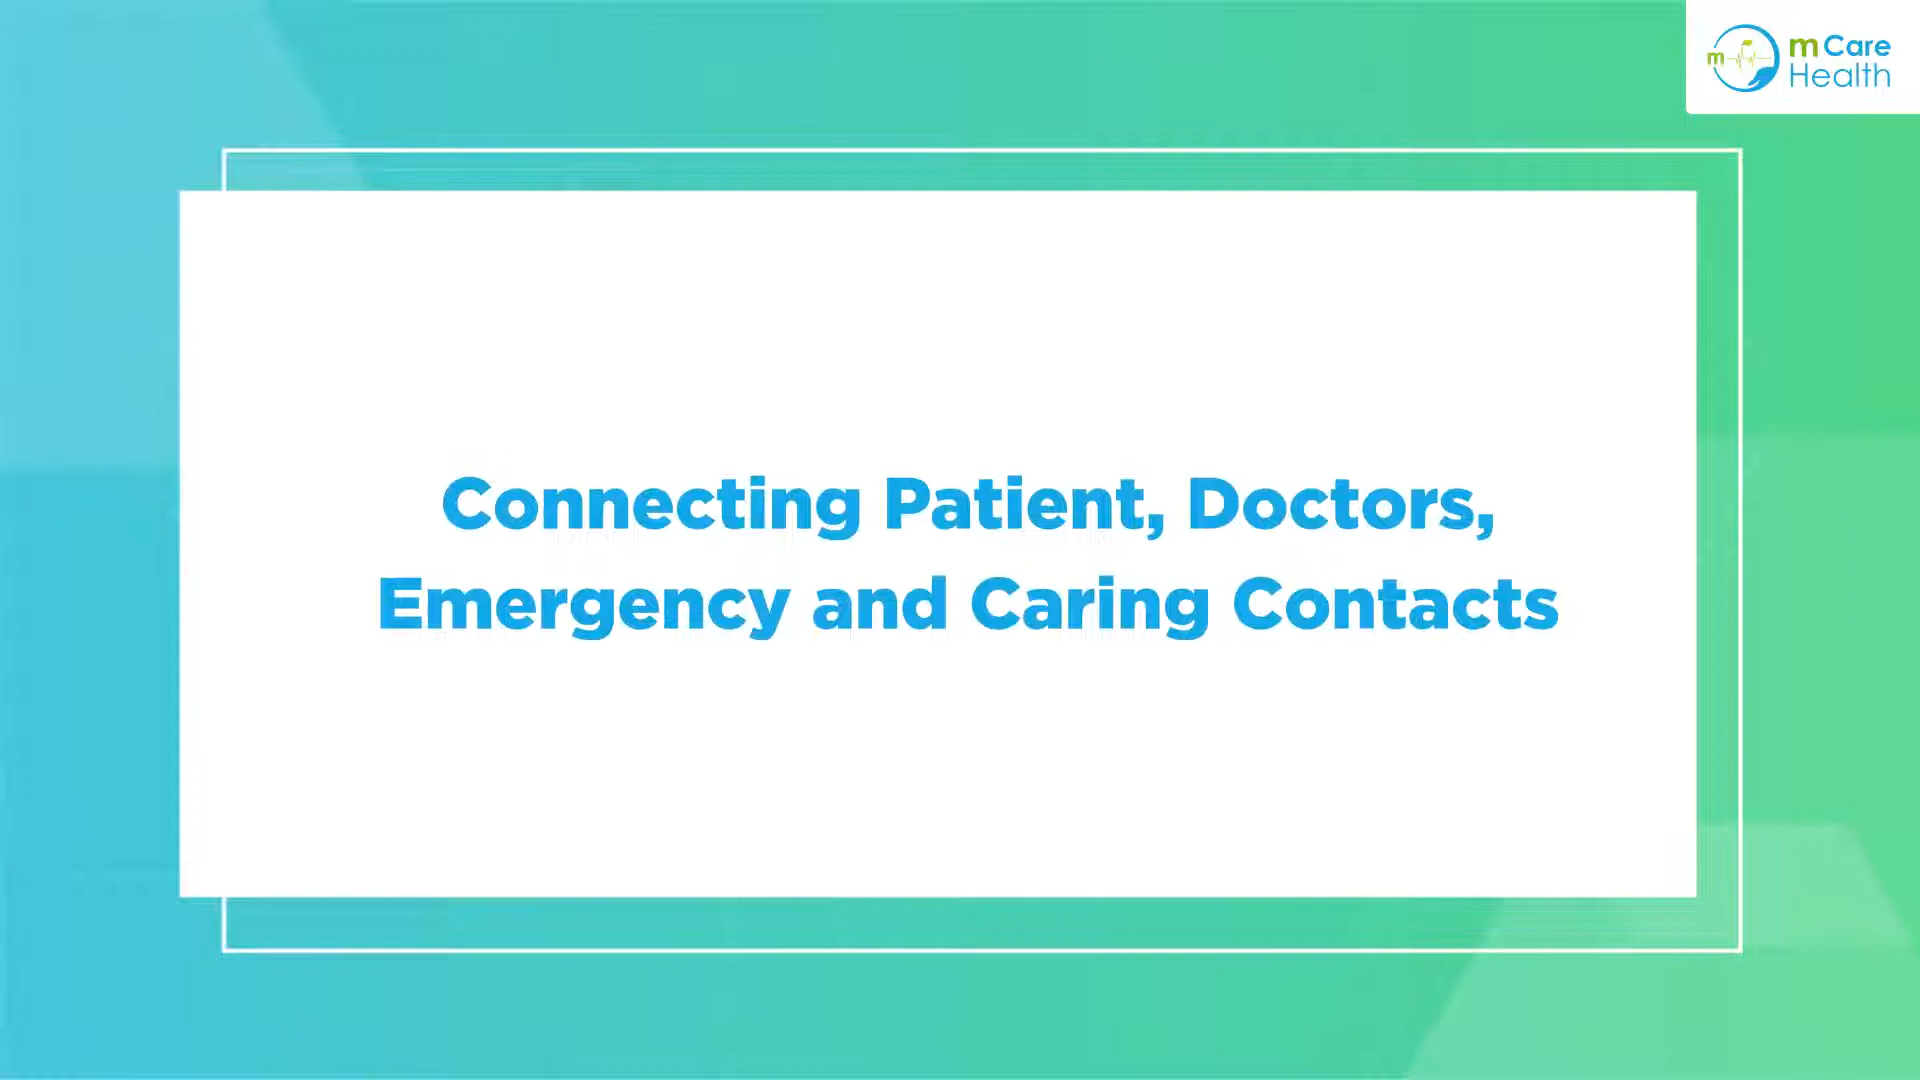 m Care
Health
m
Connecting Patient, Doctors,
Emergency and Caring Contacts